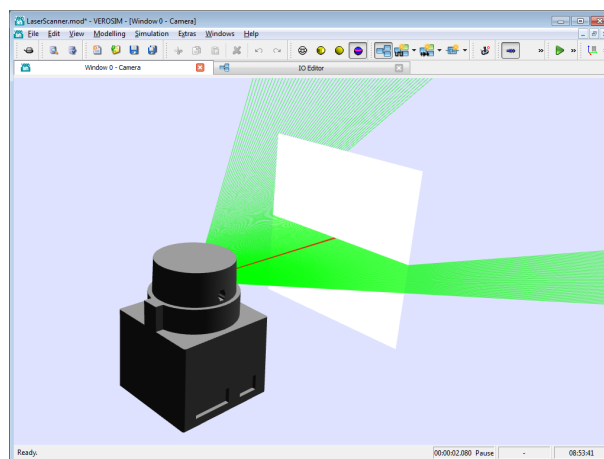 LaserScanner.mod* - VEROSIM - [Window 0 - Camera]
File Edit View Modelling Simulation Extras Windows Help
Window 0 - Camera IO Editor
Ready. 00:00:02.080 Pause - 08:53:41